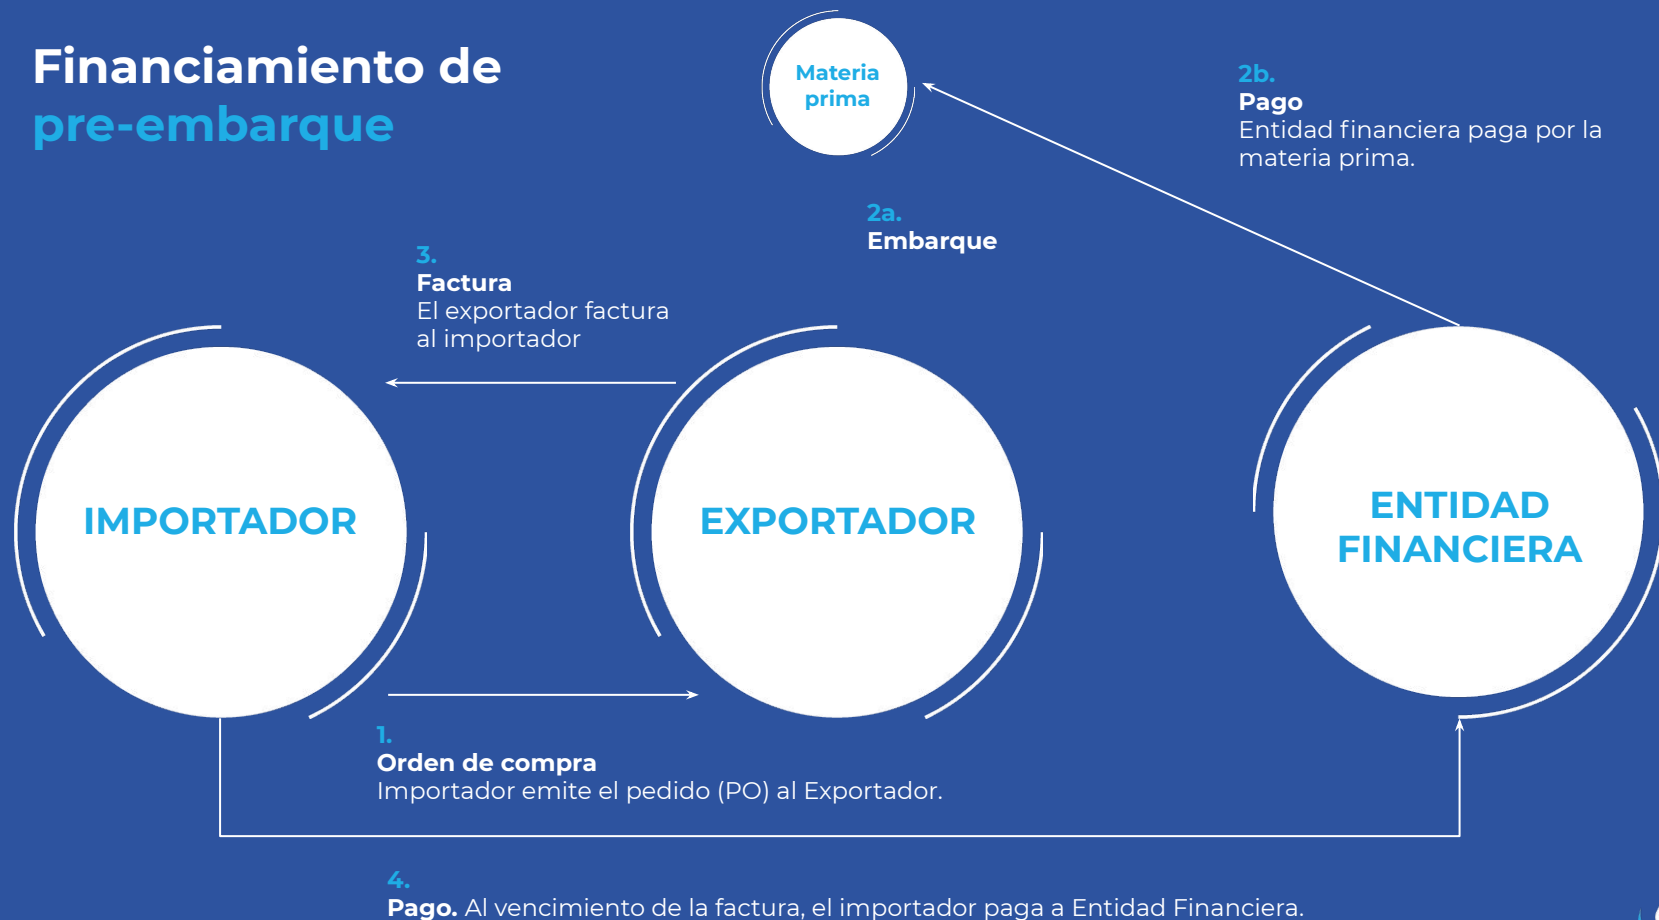 Financiamiento de
pre-embarque
Materia
prima
2b.
Pago
Entidad financiera paga por la
materia prima.
2a.
Embarque
3.
Factura
El exportador factura
al importador
IMPORTADOR
EXPORTADOR
ENTIDAD
FINANCIERA
1.
Orden de compra
Importador emite el pedido (PO) al Exportador.
4.
Pago. Al vencimiento de la factura, el importador paga a Entidad Financiera.